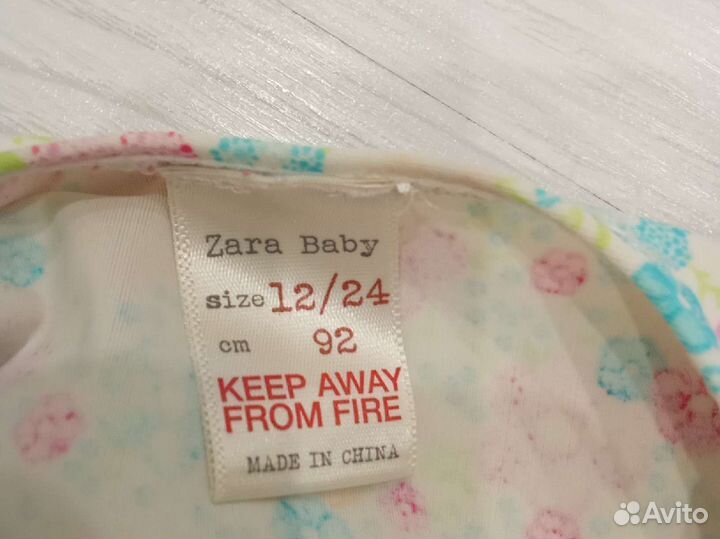 Zara Baby
size 12/24
cm 92
KEEP AWAY
FROM FIRE
MADE IN CHINA
Avito